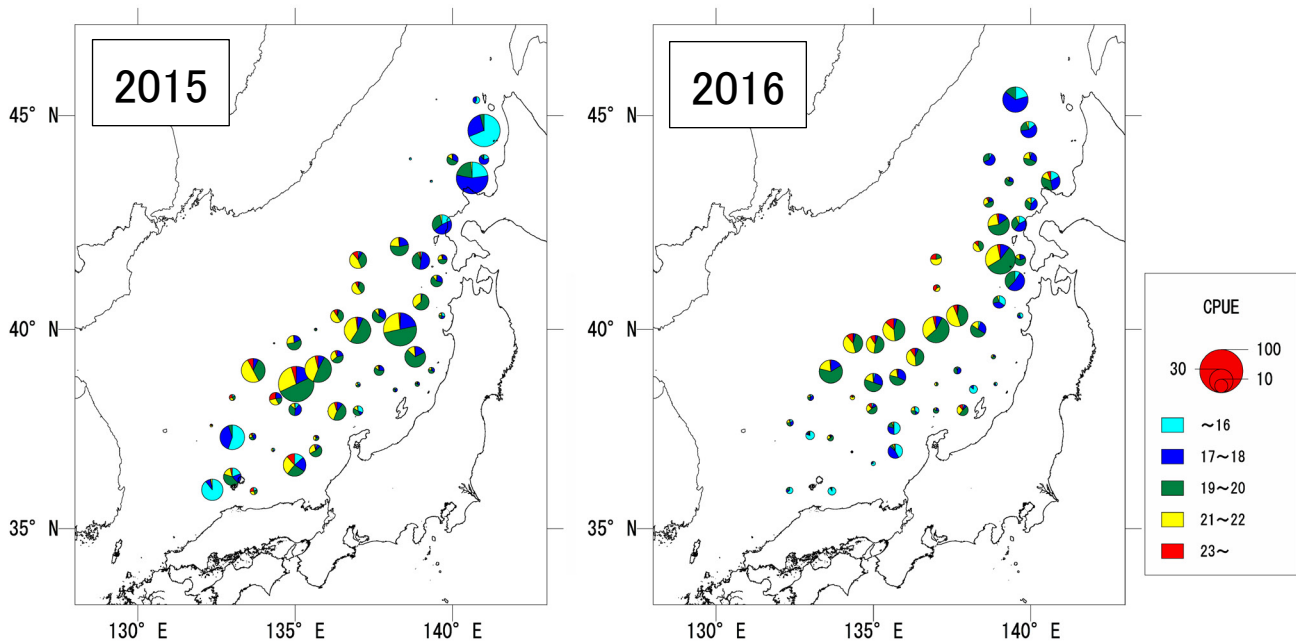 2015
2016
45° N
40° N
35° N
130° E
135° E
140° E
45° N
40° N
35° N
130° E
135° E
140° E
CPUE
100
30
10
～16
17～18
19～20
21～22
23～